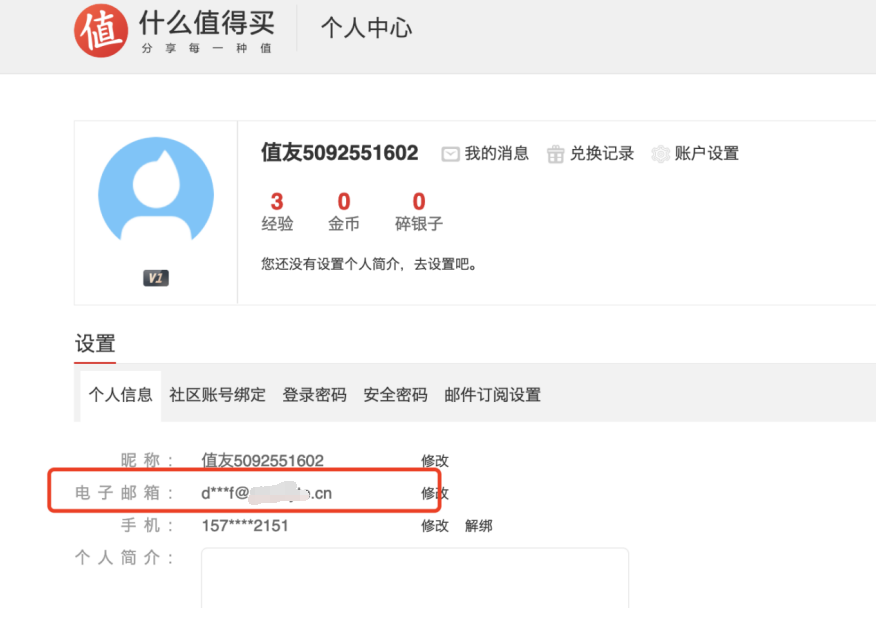 值 什么值得买 个人中心
分享每一种值
值友5092551602 我的消息 兑换记录 账户设置
3 0 0
经验 金币 碎银子
您还没有设置个人简介，去设置吧。
V1
设置
个人信息 社区账号绑定 登录密码 安全密码 邮件订阅设置
昵称： 值友5092551602 修改
电子邮箱： d***f@ .cn 修改
手机： 157****2151 修改 解绑
个人简介：